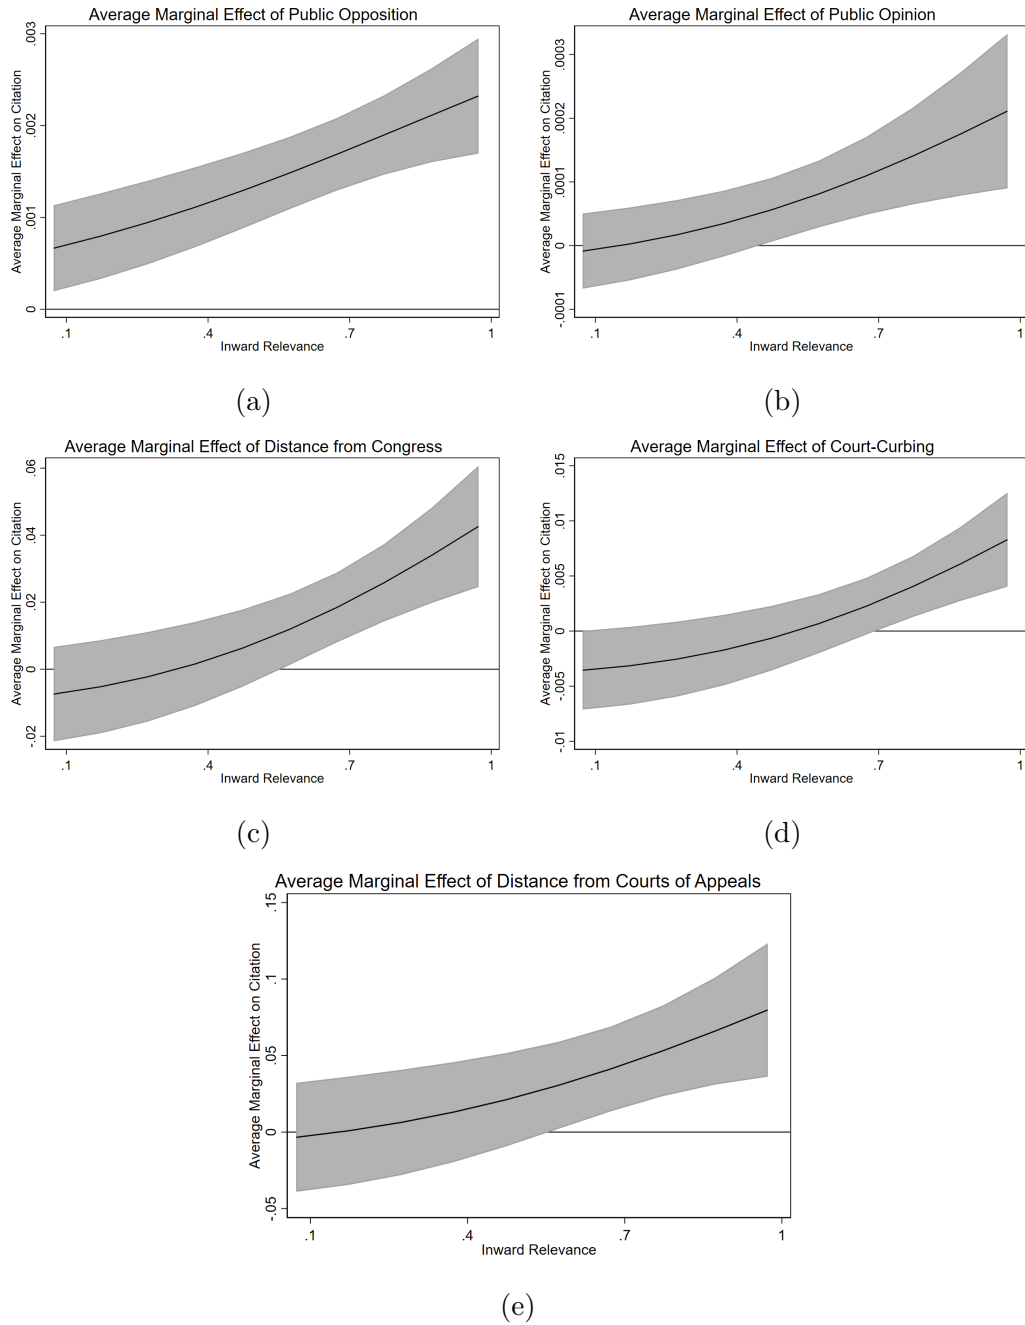 Average Marginal Effect of Public Opposition
Average Marginal Effect on Citation
.003
.002
.001
0
.1 .4 .7 1
Inward Relevance
(a)
Average Marginal Effect of Public Opinion
Average Marginal Effect on Citation
.0003
.0002
.0001
0
-.0001
.1 .4 .7 1
Inward Relevance
(b)
Average Marginal Effect of Distance from Congress
Average Marginal Effect on Citation
.06
.04
.02
0
-.02
.1 .4 .7 1
Inward Relevance
(c)
Average Marginal Effect of Court-Curbing
Average Marginal Effect on Citation
.015
.01
.005
0
-.005
-.01
.1 .4 .7 1
Inward Relevance
(d)
Average Marginal Effect of Distance from Courts of Appeals
Average Marginal Effect on Citation
.15
.1
.05
0
-.05
.1 .4 .7 1
Inward Relevance
(e)